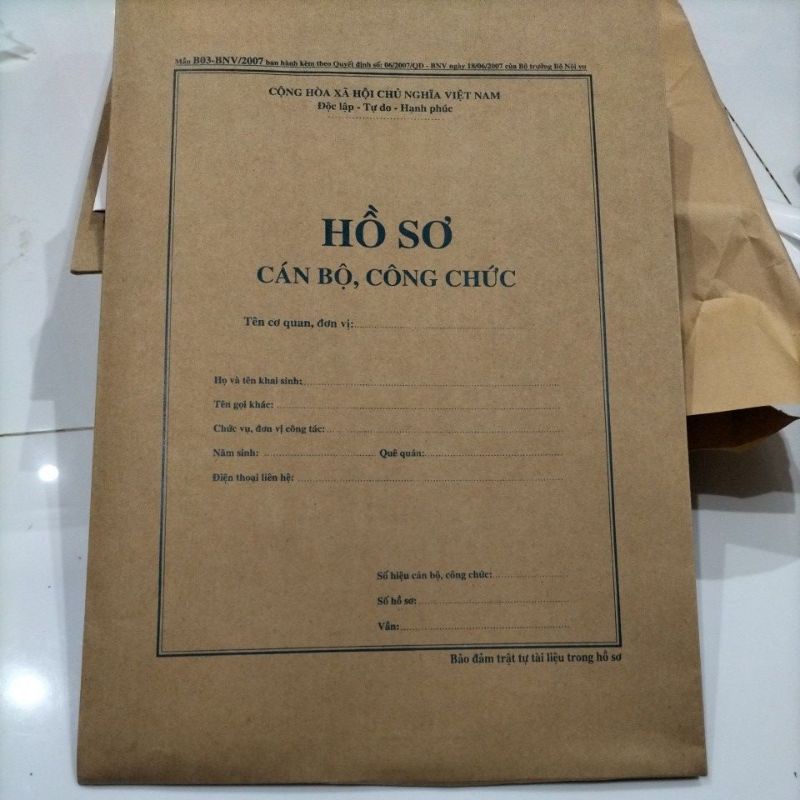 Mẫu B03-BNV/2007 ban hành kèm theo Quyết định số: 06/2007/QĐ - BNV ngày 18/06/2007 của Bộ trưởng Bộ Nội vụ
CỘNG HÒA XÃ HỘI CHỦ NGHĨA VIỆT NAM
Độc lập - Tự do - Hạnh phúc
HỒ SƠ
CÁN BỘ, CÔNG CHỨC
Tên cơ quan, đơn vị:
Họ và tên khai sinh:
Tên gọi khác:
Chức vụ, đơn vị công tác:
Năm sinh: Quê quán:
Điện thoại liên hệ:
Số hiệu cán bộ, công chức:
Số hồ sơ:
Vần:
Bảo đảm trật tự tài liệu trong hồ sơ